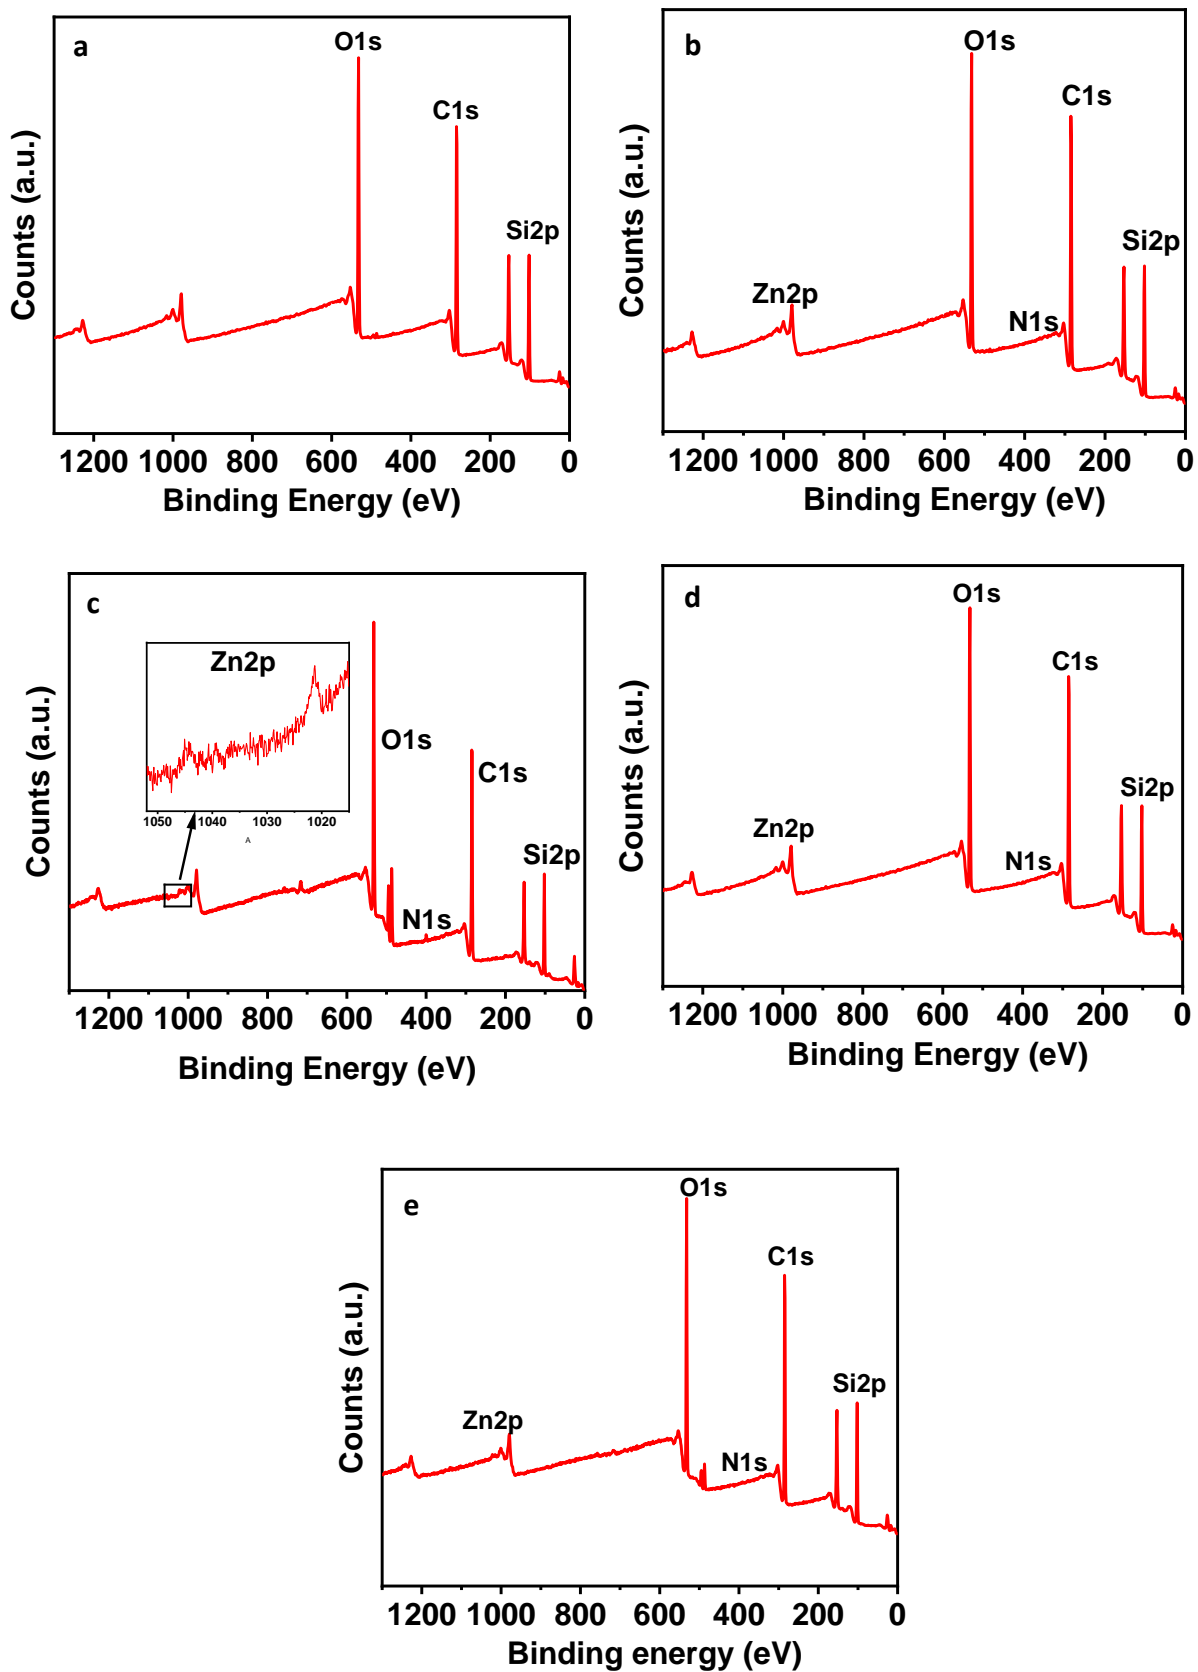 a
O1s
C1s
Si2p
Counts (a.u.)
1200 1000 800 600 400 200 0
Binding Energy (eV)
b
O1s
C1s
Si2p
Zn2p
N1s
Counts (a.u.)
1200 1000 800 600 400 200 0
Binding Energy (eV)
c
Zn2p
1050 1040 1030 1020
A
O1s
C1s
Si2p
N1s
Counts (a.u.)
1200 1000 800 600 400 200 0
Binding Energy (eV)
d
O1s
C1s
Si2p
Zn2p
N1s
Counts (a.u.)
1200 1000 800 600 400 200 0
Binding Energy (eV)
e
O1s
C1s
Si2p
Zn2p
N1s
Counts (a.u.)
1200 1000 800 600 400 200 0
Binding energy (eV)